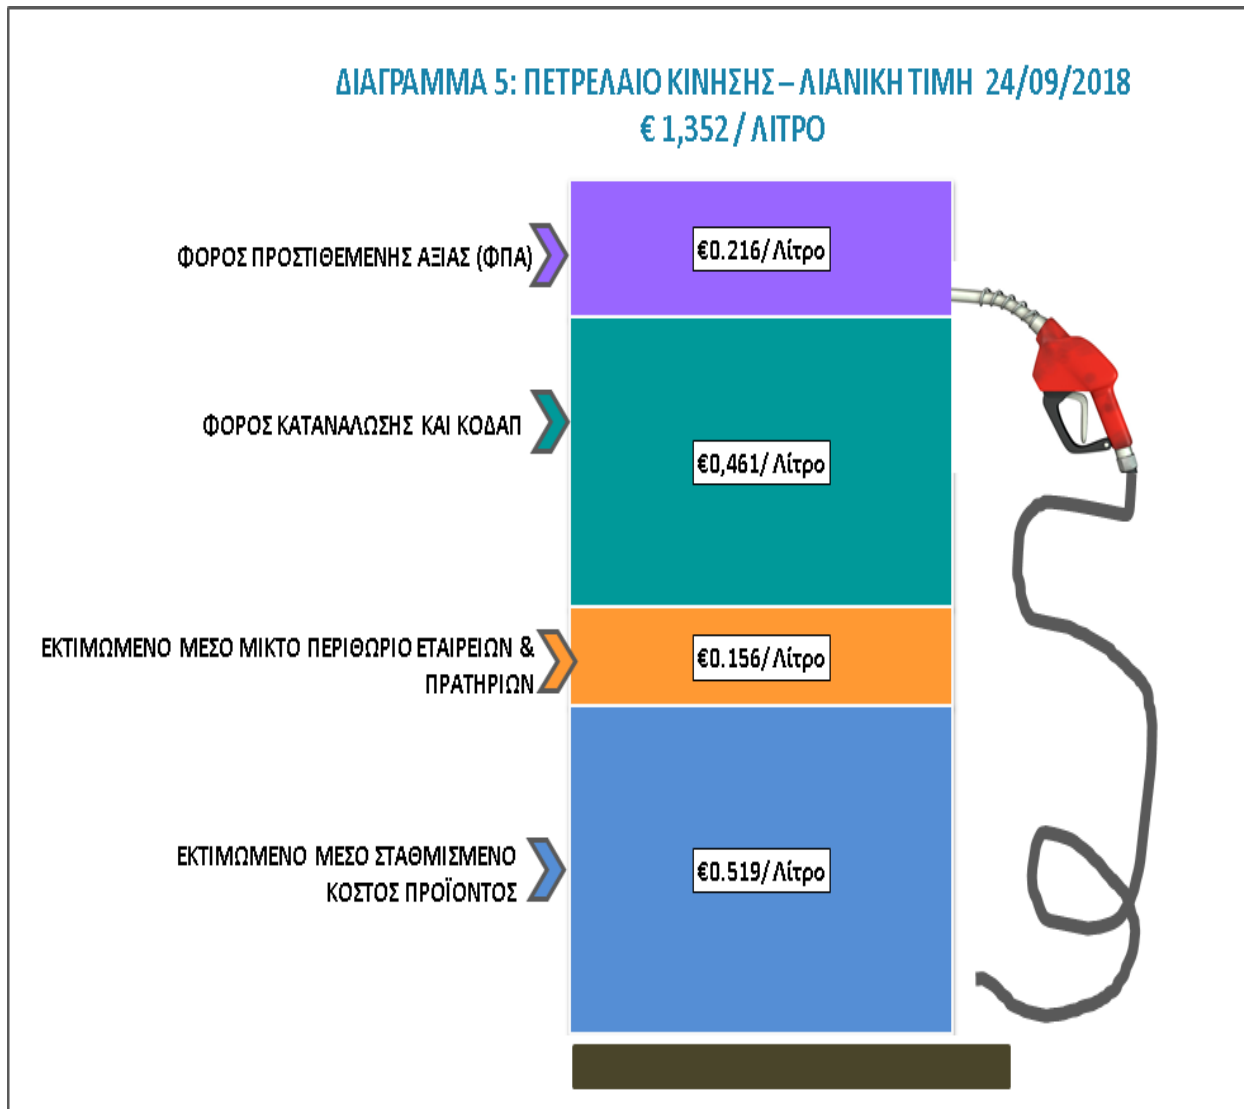 ΔΙΑΓΡΑΜΜΑ 5: ΠΕΤΡΕΛΑΙΟ ΚΙΝΗΣΗΣ – ΛΙΑΝΙΚΗ ΤΙΜΗ 24/09/2018
€ 1,352 / ΛΙΤΡΟ
ΦΟΡΟΣ ΠΡΟΣΤΙΘΕΜΕΝΗΣ ΑΞΙΑΣ (ΦΠΑ)
€0.216/ Λίτρο
ΦΟΡΟΣ ΚΑΤΑΝΑΛΩΣΗΣ ΚΑΙ ΚΟΔΑΠ
€0,461/ Λίτρο
ΕΚΤΙΜΩΜΕΝΟ ΜΕΣΟ ΜΙΚΤΟ ΠΕΡΙΘΩΡΙΟ ΕΤΑΙΡΕΙΩΝ &
ΠΡΑΤΗΡΙΩΝ
€0.156/ Λίτρο
ΕΚΤΙΜΩΜΕΝΟ ΜΕΣΟ ΣΤΑΘΜΙΣΜΕΝΟ
ΚΟΣΤΟΣ ΠΡΟΪΟΝΤΟΣ
€0.519/ Λίτρο